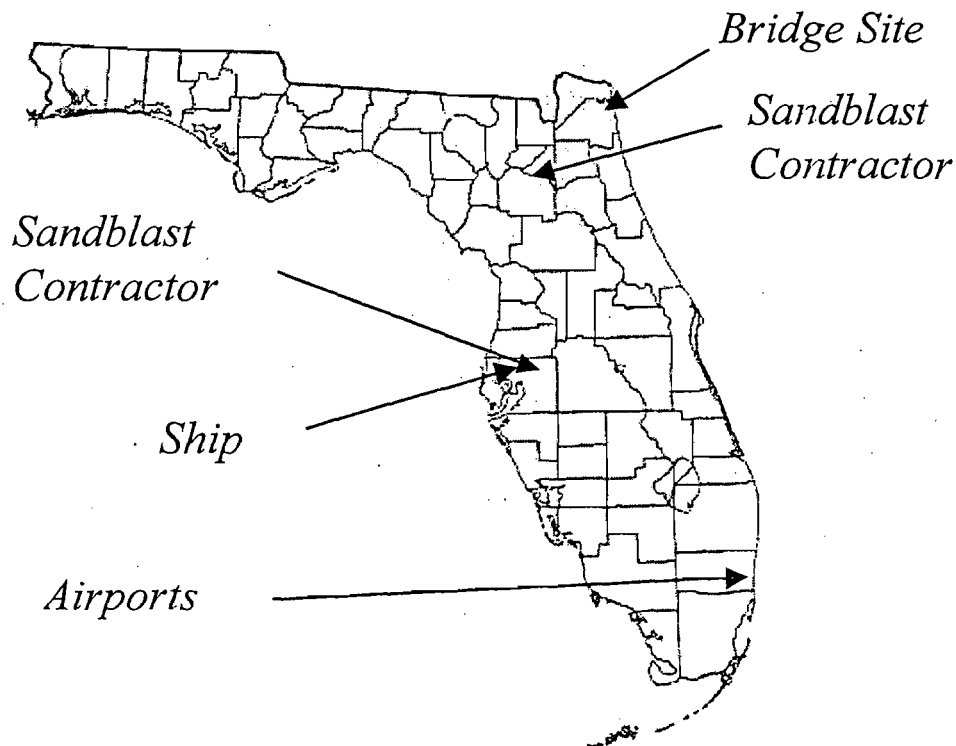 Bridge Site
Sandblast
Contractor
Sandblast
Contractor
Ship
Airports